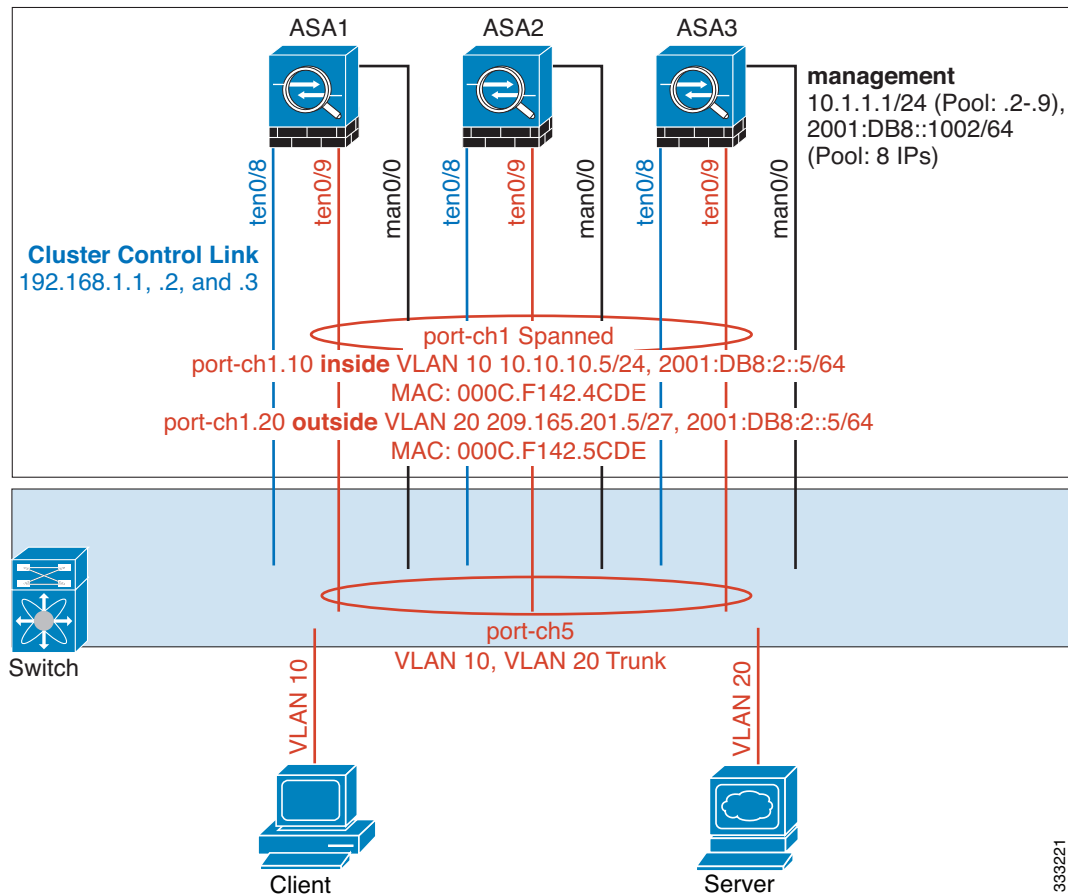 ASA1
ASA2
ASA3
management
10.1.1.1/24 (Pool: .2-.9),
2001:DB8::1002/64
(Pool: 8 IPs)
ten0/8
ten0/9
man0/0
ten0/8
ten0/9
man0/0
ten0/8
ten0/9
man0/0
Cluster Control Link
192.168.1.1, .2, and .3
port-ch1 Spanned
port-ch1.10 inside VLAN 10 10.10.10.5/24, 2001:DB8:2::5/64
MAC: 000C.F142.4CDE
port-ch1.20 outside VLAN 20 209.165.201.5/27, 2001:DB8:2::5/64
MAC: 000C.F142.5CDE
port-ch5
VLAN 10, VLAN 20 Trunk
Switch
VLAN 10
VLAN 20
Client
Server
333221